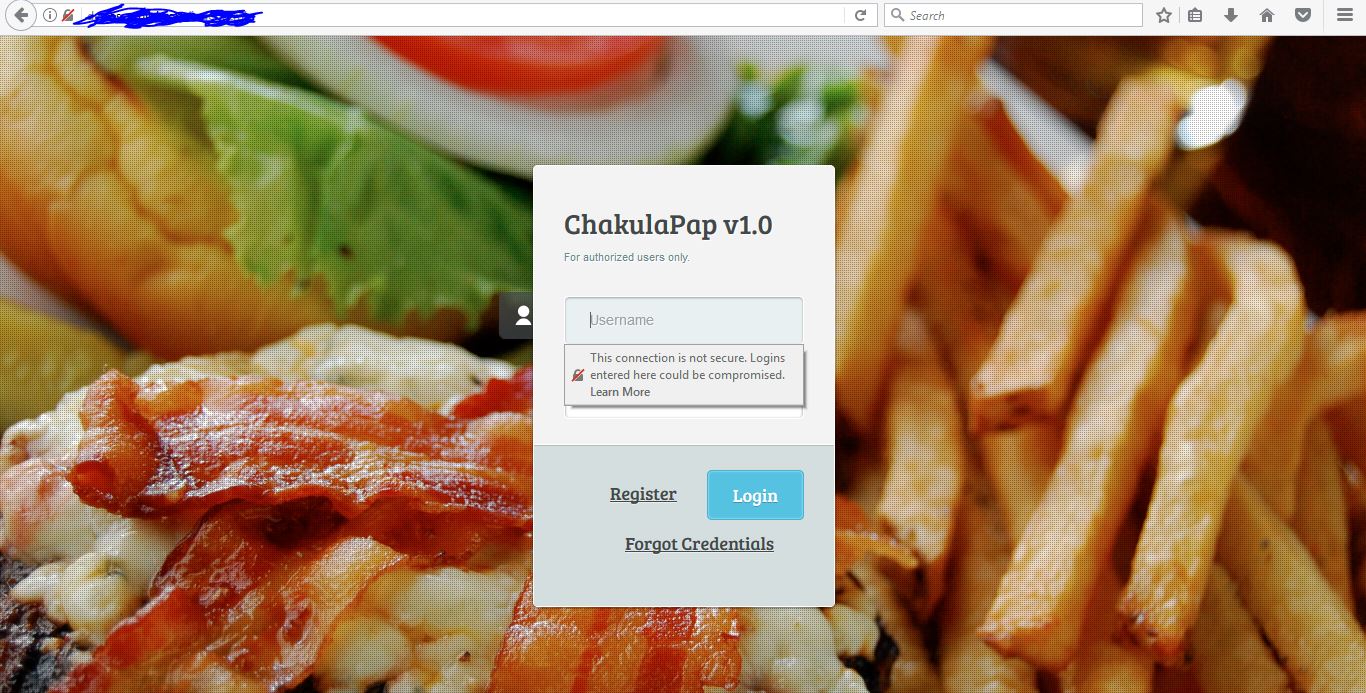 Search
ChakulaPap v1.0
For authorized users only.
Username
This connection is not secure. Logins
entered here could be compromised.
Learn More
Register
Login
Forgot Credentials